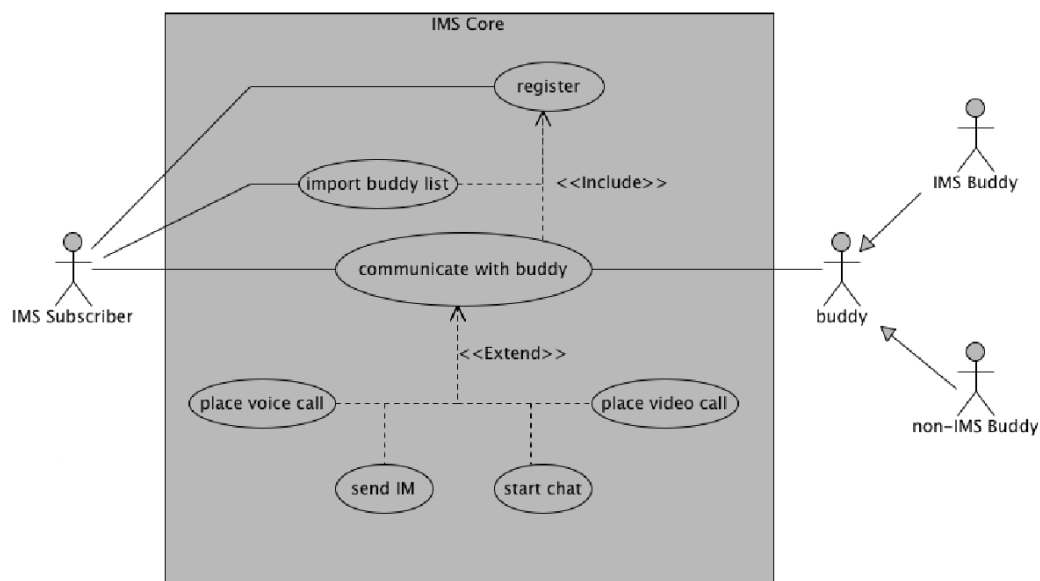 IMS Core
register
import buddy list
<<Include>>
IMS Buddy
communicate with buddy
IMS Subscriber
buddy
<<Extend>>
place voice call
place video call
non-IMS Buddy
send IM
start chat